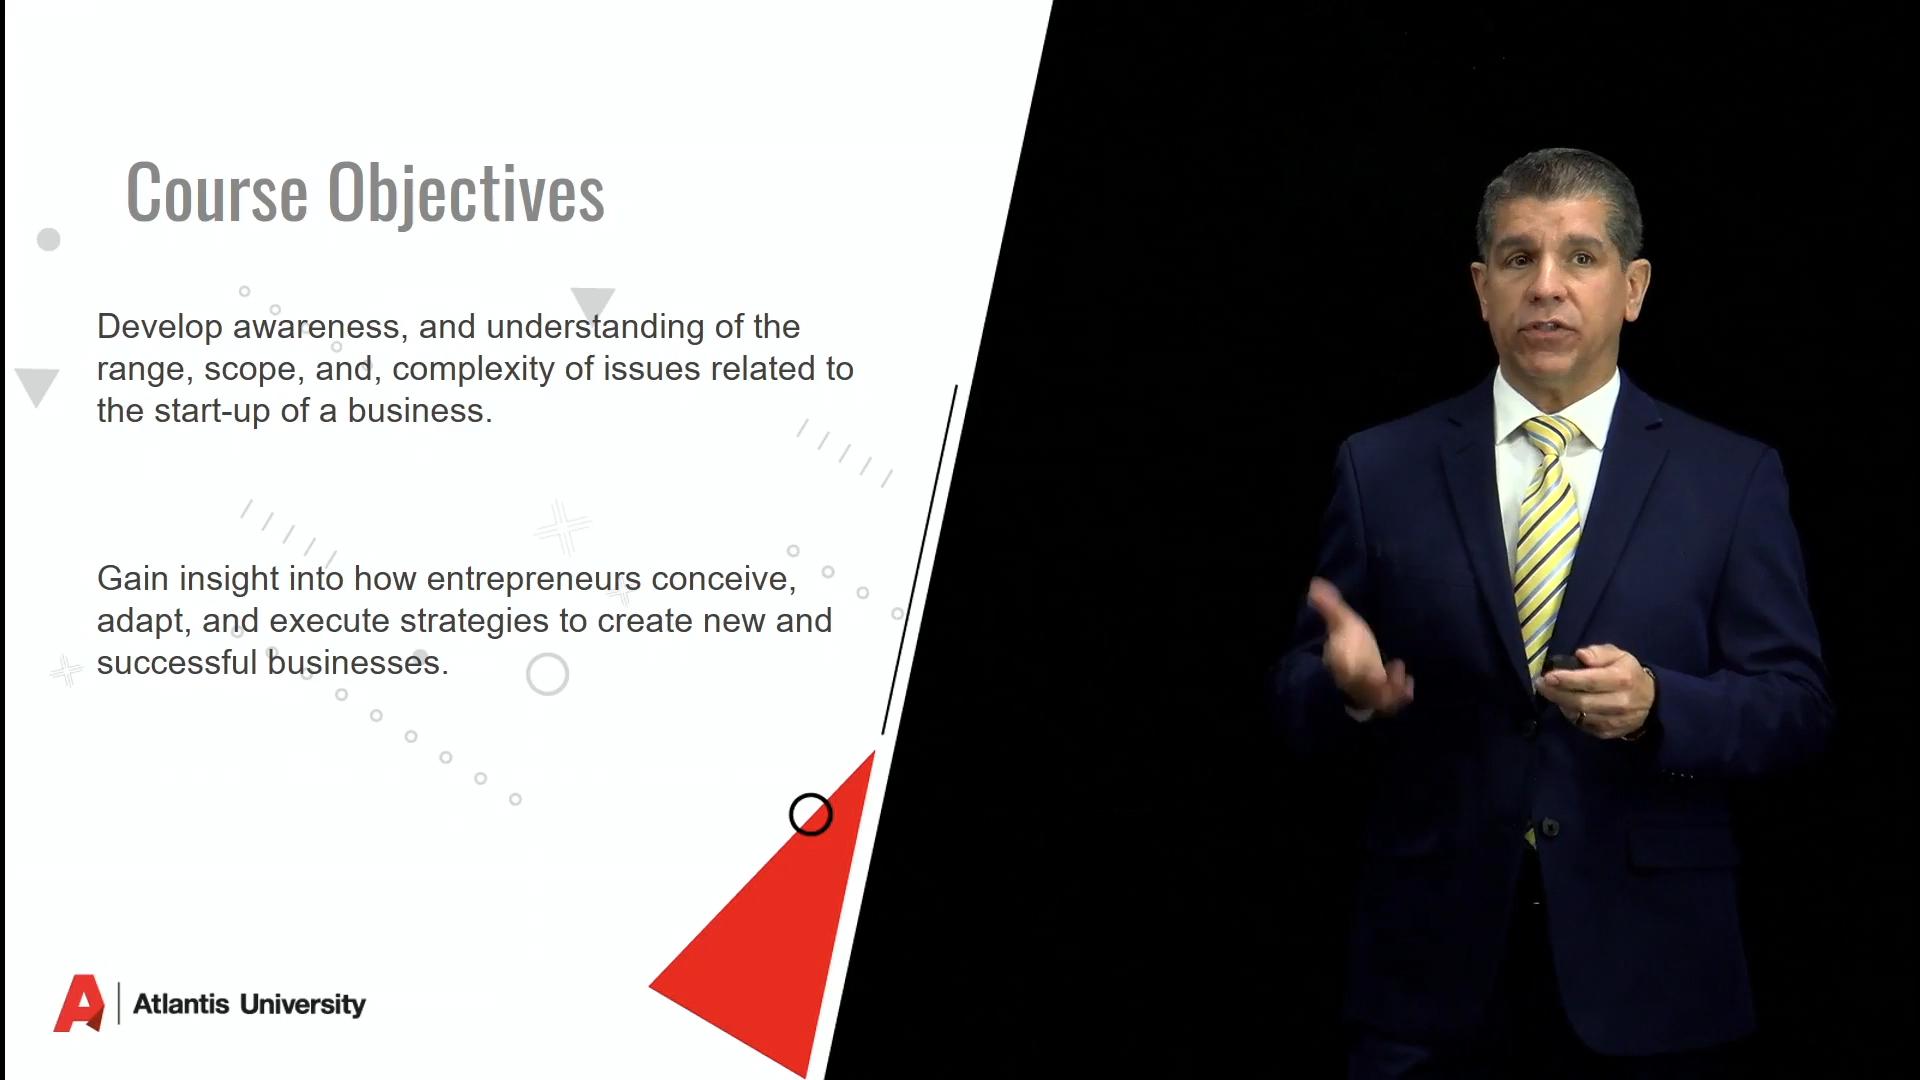 Course Objectives
Develop awareness, and understanding of the
range, scope, and, complexity of issues related to
the start-up of a business.
Gain insight into how entrepreneurs conceive,
adapt, and execute strategies to create new and
successful businesses.
Atlantis University